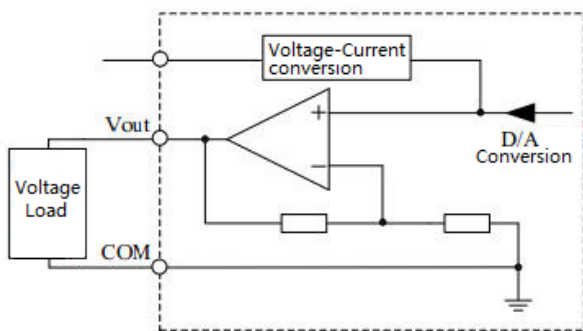 Voltage-Current
conversion
Vout
+
D/A
Conversion
−
Voltage
Load
COM